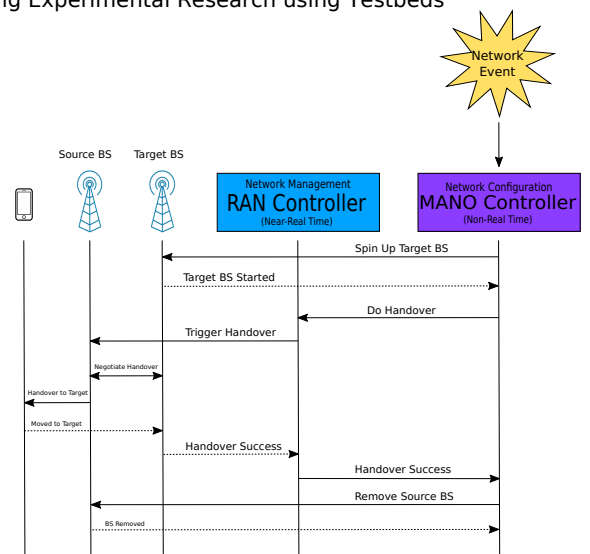 ng Experimental Research using Testbeds
Network
Event
Source BS
Target BS
Network Management
RAN Controller
(Near-Real Time)
Network Configuration
MANO Controller
(Non-Real Time)
Spin Up Target BS
Target BS Started
Do Handover
Trigger Handover
Negotiate Handover
Handover to Target
Moved to Target
Handover Success
Handover Success
Remove Source BS
BS Removed